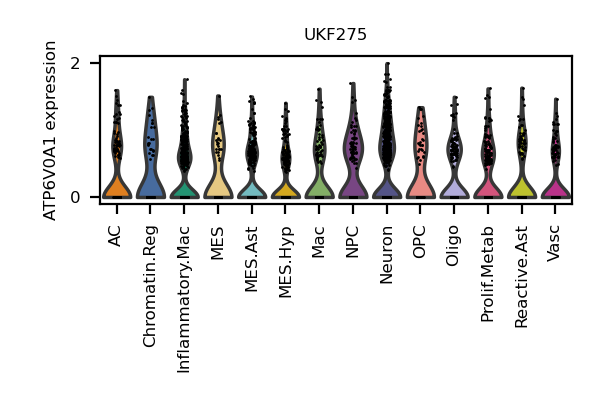 UKF275
ATP6V0A1 expression
2
0
AC
Chromatin.Reg
Inflammatory.Mac
MES
MES.Ast
MES.Hyp
Mac
NPC
Neuron
OPC
Oligo
Prolif.Metab
Reactive.Ast
Vasc